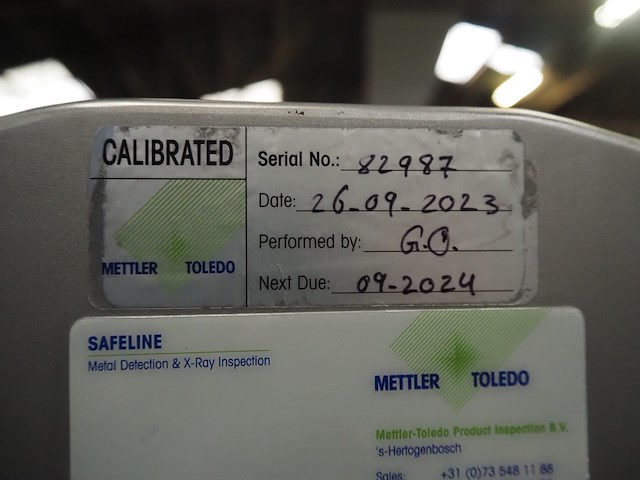 CALIBRATED
Serial No.: 82987
Date: 26-09-2023
Performed by: G.O.
Next Due: 09-2024
METTLER TOLEDO
SAFELINE
Metal Detection & X-Ray Inspection
METTLER TOLEDO
Mettler-Toledo Product Inspection B.V.
's-Hertogenbosch
Sales: +31 (0)73 548 11 88